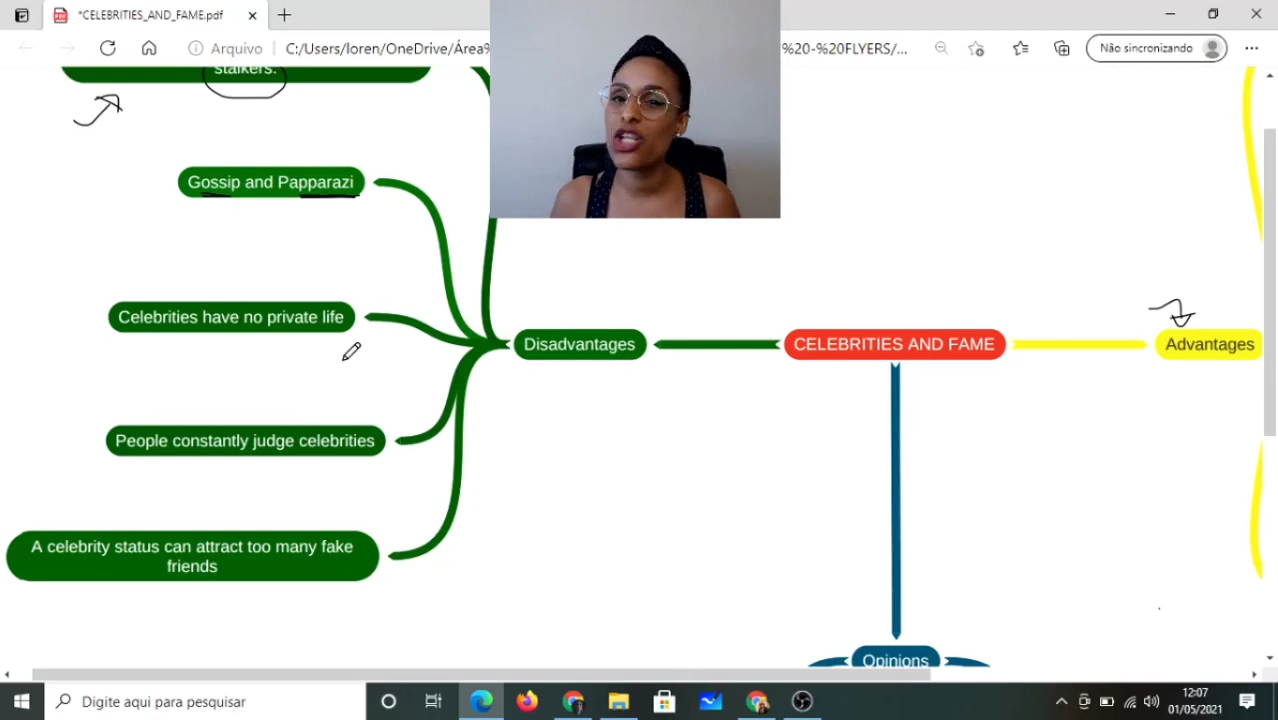 *CELEBRITIES_AND_FAME.pdf
Arquivo
C:/Users/loren/OneDrive/Área%
%20-%20FLYERS/...
Não sincronizando
stalkers.
Gossip and Papparazi
Celebrities have no private life
Disadvantages
CELEBRITIES AND FAME
Advantages
People constantly judge celebrities
A celebrity status can attract too many fake
friends
Opinions
Digite aqui para pesquisar
12:07
01/05/2021